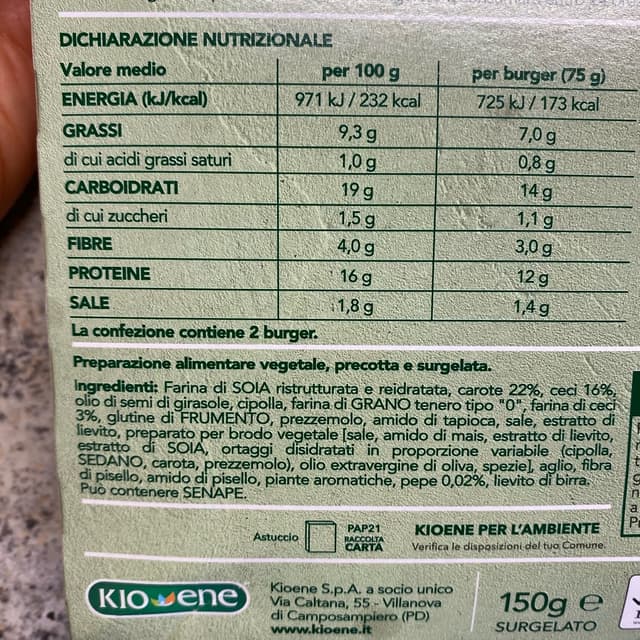 DICHIARAZIONE NUTRIZIONALE
Valore medio per 100 g per burger (75 g)
ENERGIA (kJ/kcal) 971 kJ / 232 kcal 725 kJ / 173 kcal
GRASSI 9,3 g 7,0 g
di cui acidi grassi saturi 1,0 g 0,8 g
CARBOIDRATI 19 g 14 g
di cui zuccheri 1,5 g 1,1 g
FIBRE 4,0 g 3,0 g
PROTEINE 16 g 12 g
SALE 1,8 g 1,4 g
La confezione contiene 2 burger.
Preparazione alimentare vegetale, precotta e surgelata.
Ingredienti: Farina di SOIA ristrutturata e reidratata, carote 22%, ceci 16%,
olio di semi di girasole, cipolla, farina di GRANO tenero tipo "0", farina di ceci
3%, glutine di FRUMENTO, prezzemolo, amido di tapioca, sale, estratto di
lievito, preparato per brodo vegetale [sale, amido di mais, estratto di lievito,
estratto di SOIA, ortaggi disidratati in proporzione variabile (cipolla,
SEDANO, carota, prezzemolo), olio extravergine di oliva, spezie], aglio, fibra
di pisello, amido di pisello, piante aromatiche, pepe 0,02%, lievito di birra.
Può contenere SENAPE.
Astuccio
PAP21
RACCOLTA
CARTA
KIOENE PER L'AMBIENTE
Verifica le disposizioni del tuo Comune.
KIOene
Kioene S.p.A. a socio unico
Via Caltana, 55 - Villanova
di Camposampiero (PD)
www.kioene.it
150g e
SURGELATO